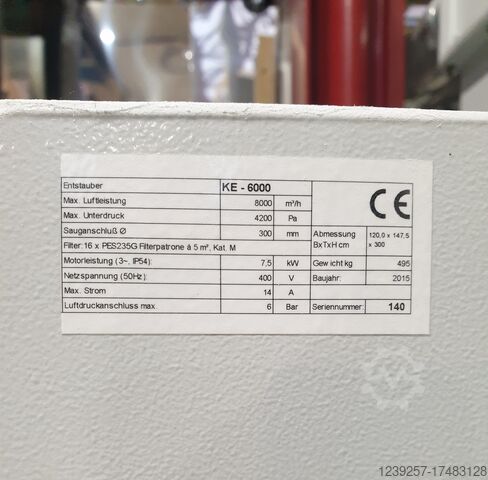 Entstauber KE - 6000
Max. Luftleistung 8000 m³/h
Max. Unterdruck 4200 Pa
Sauganschluß Ø 300 mm
Filter: 16 x PES235G Filterpatrone á 5 m², Kat. M
Motorleistung (3~, IP54): 7,5 kW
Netzspannung (50Hz): 400 V
Max. Strom 14 A
Luftdruckanschluss max. 6 Bar
CE
Abmessung BxTxH cm 120,0 x 147,5 x 300
Gewicht kg 495
Baujahr: 2015
Seriennummer: 140
1239257-17483128